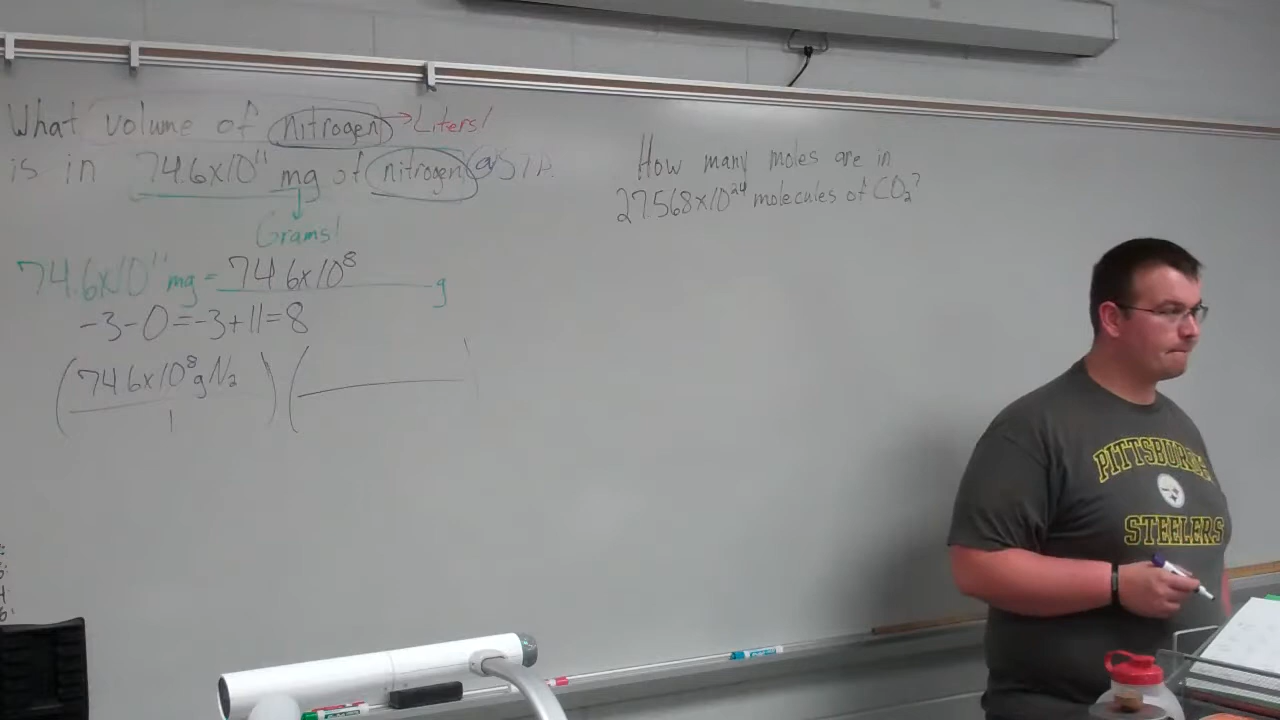 What volume of nitrogen → Liters!
is in 74.6x10¹¹ mg of nitrogen @ STP.
Grams!
74.6x10¹¹ mg = 74.6x10⁸ g
-3-0=-3+11=8
(74.6x10⁸ g N₂ / 1) ( )
How many moles are in
27.568x10²⁴ molecules of CO₂?
PITTSBURGH
STEELERS